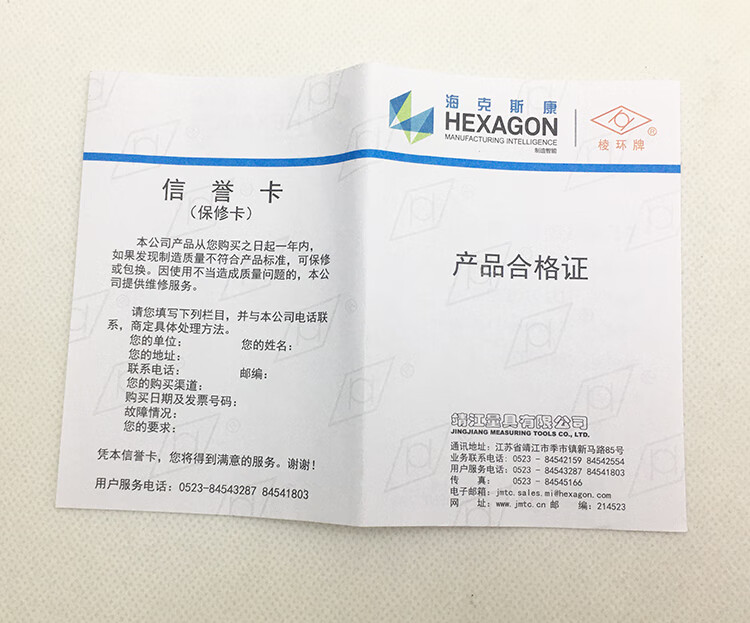 信 誉 卡
（保修卡）
本公司产品从您购买之日起一年内，
如果发现制造质量不符合产品标准，可保修
或包换。因使用不当造成质量问题的，本公
司提供维修服务。
请您填写下列栏目，并与本公司电话联
系，商定具体处理方法。
您的单位： 您的姓名：
您的地址：
联系电话： 邮编：
您的购买渠道：
购买日期及发票号码：
故障情况：
您的要求：
凭本信誉卡，您将得到满意的服务。谢谢！
用户服务电话：0523-84543287 84541803
海克斯康
HEXAGON
MANUFACTURING INTELLIGENCE
制造智能
棱环牌
®
产品合格证
靖江量具有限公司
JINGJIANG MEASURING TOOLS CO., LTD.
通讯地址：江苏省靖江市季市镇新马路85号
业务联系电话：0523 - 84542159 84542554
用户服务电话：0523 - 84543287 84541803
传 真： 0523 - 84545166
电子邮箱：jmtc.sales.mi@hexagon.com
网 址：www.jmtc.cn 邮 编：214523